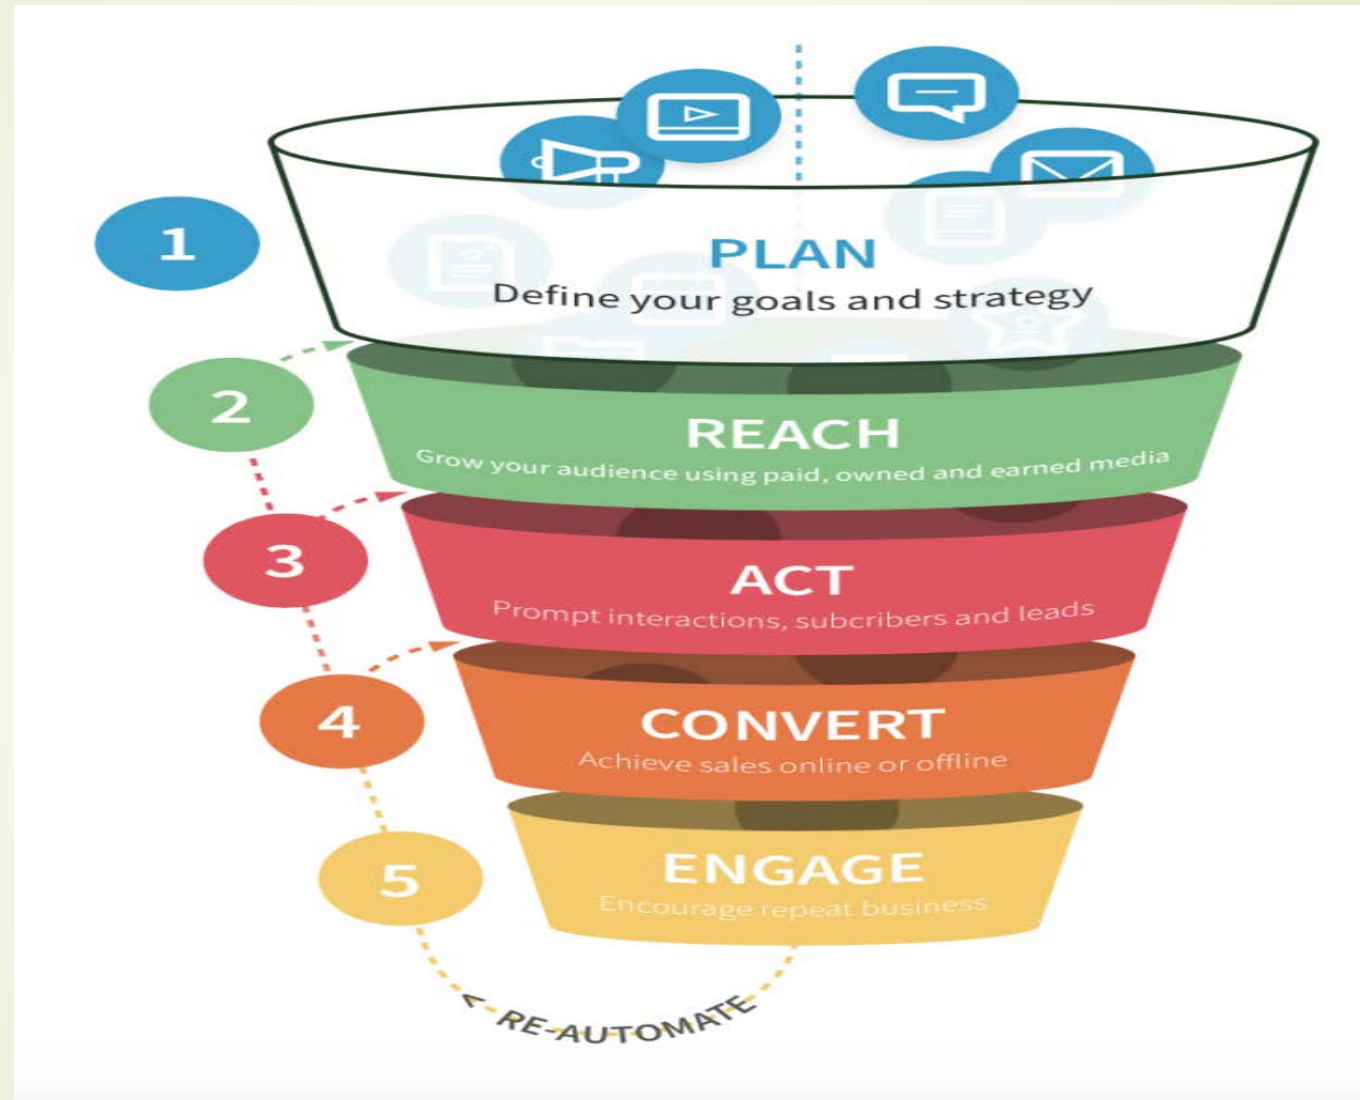 1
PLAN
Define your goals and strategy
2
REACH
Grow your audience using paid, owned and earned media
3
ACT
Prompt interactions, subcribers and leads
4
CONVERT
Achieve sales online or offline
5
ENGAGE
Encourage repeat business
< RE-AUTOMATE